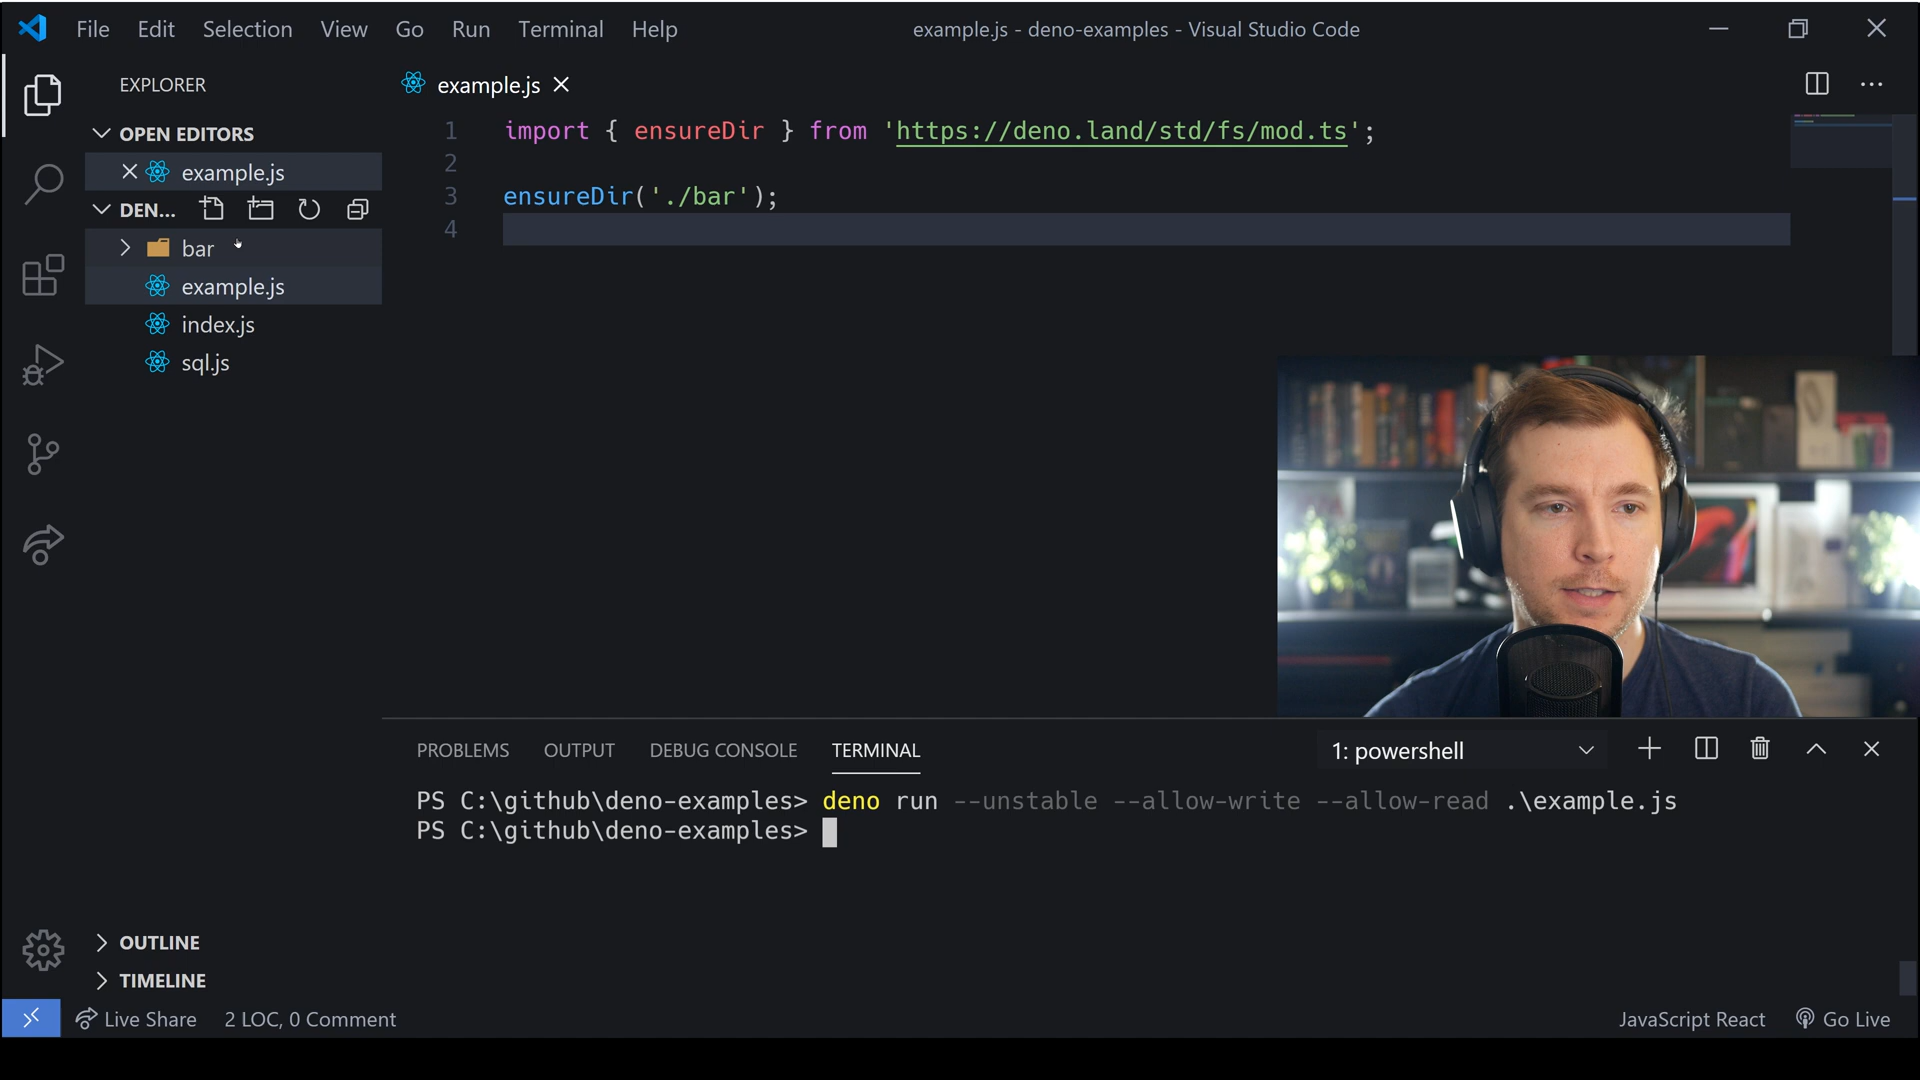 File Edit Selection View Go Run Terminal Help example.js - deno-examples - Visual Studio Code
EXPLORER
example.js
OPEN EDITORS
example.js
DEN...
bar
example.js
index.js
sql.js
1 import { ensureDir } from 'https://deno.land/std/fs/mod.ts';
2
3 ensureDir('./bar');
4
PROBLEMS OUTPUT DEBUG CONSOLE TERMINAL 1: powershell
PS C:\github\deno-examples> deno run --unstable --allow-write --allow-read .\example.js
PS C:\github\deno-examples>
OUTLINE
TIMELINE
Live Share 2 LOC, 0 Comment JavaScript React Go Live